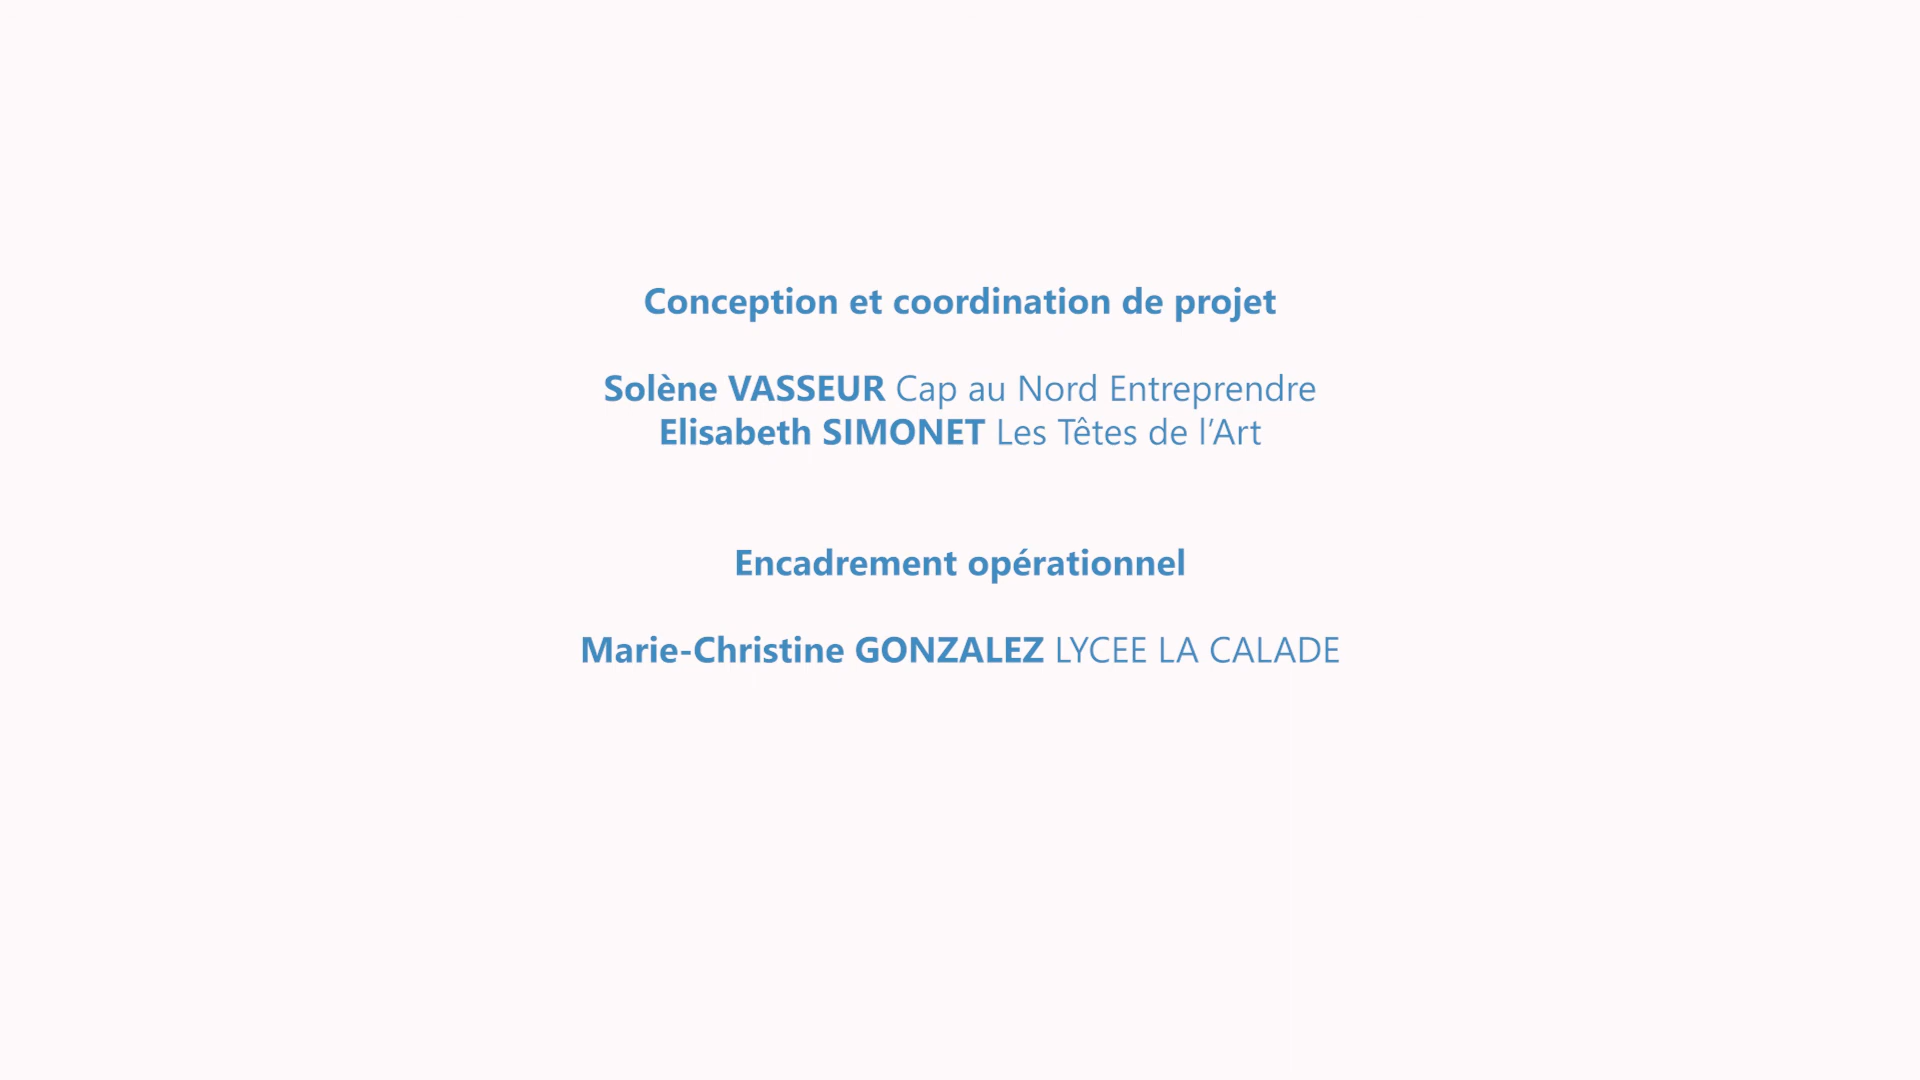 Conception et coordination de projet
Solène VASSEUR Cap au Nord Entreprendre
Elisabeth SIMONET Les Têtes de l’Art
Encadrement opérationnel
Marie-Christine GONZALEZ LYCEE LA CALADE